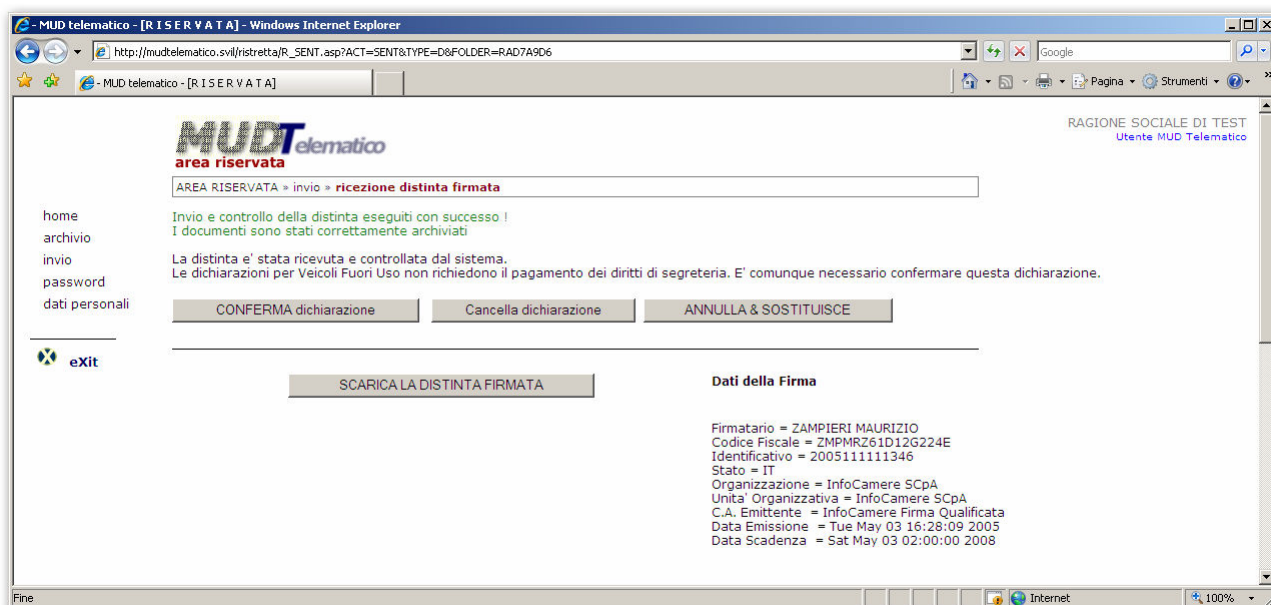 - MUD telematico - [R I S E R V A T A] - Windows Internet Explorer
http://mudtelematico.svil/ristretta/R_SENT.asp?ACT=SENT&TYPE=D&FOLDER=RAD7A9D6
Google
- MUD telematico - [R I S E R V A T A]
Pagina
Strumenti
»
MUDTelematico
area riservata
RAGIONE SOCIALE DI TEST
Utente MUD Telematico
AREA RISERVATA » invio » ricezione distinta firmata
home
archivio
invio
password
dati personali
eXit
Invio e controllo della distinta eseguiti con successo !
I documenti sono stati correttamente archiviati
La distinta e' stata ricevuta e controllata dal sistema.
Le dichiarazioni per Veicoli Fuori Uso non richiedono il pagamento dei diritti di segreteria. E' comunque necessario confermare questa dichiarazione.
CONFERMA dichiarazione
Cancella dichiarazione
ANNULLA & SOSTITUISCE
SCARICA LA DISTINTA FIRMATA
Dati della Firma
Firmatario = ZAMPIERI MAURIZIO
Codice Fiscale = ZMPMRZ61D12G224E
Identificativo = 2005111111346
Stato = IT
Organizzazione = InfoCamere SCpA
Unita' Organizzativa = InfoCamere SCpA
C.A. Emittente = InfoCamere Firma Qualificata
Data Emissione = Tue May 03 16:28:09 2005
Data Scadenza = Sat May 03 02:00:00 2008
Fine
Internet
100%